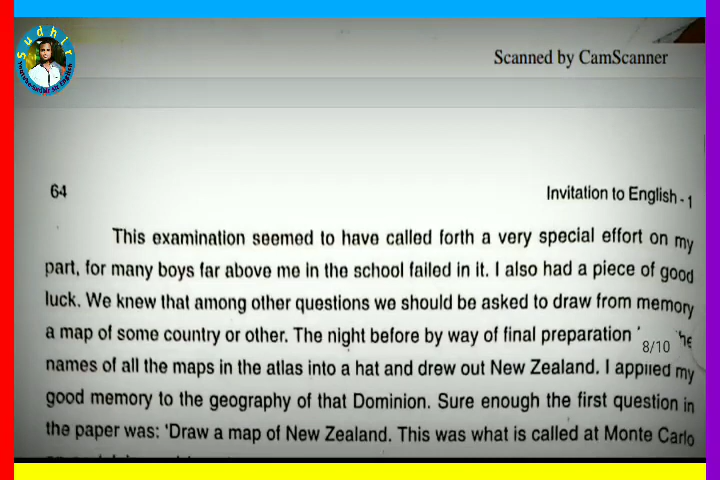 Sudhir
Scanned by CamScanner
64
Invitation to English - 1
This examination seemed to have called forth a very special effort on my
part, for many boys far above me in the school failed in it. I also had a piece of good
luck. We knew that among other questions we should be asked to draw from memory
a map of some country or other. The night before by way of final preparation
8/10
names of all the maps in the atlas into a hat and drew out New Zealand. I applied my
good memory to the geography of that Dominion. Sure enough the first question in
the paper was: 'Draw a map of New Zealand. This was what is called at Monte Carlo